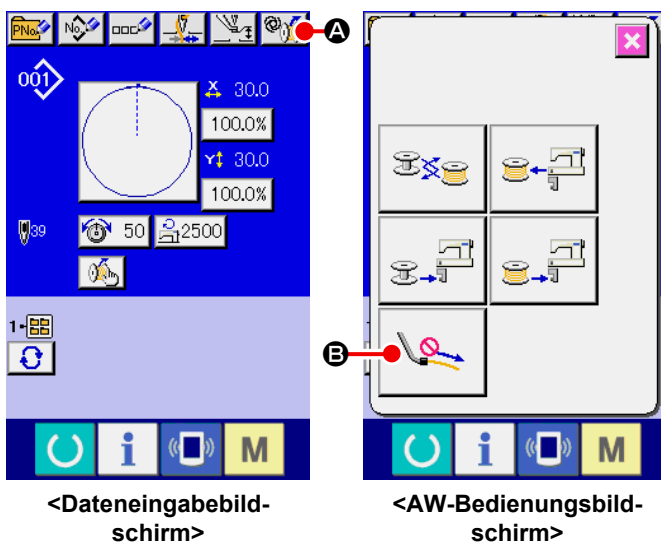 PNo. No. A
001
X 30.0
100.0%
Y 30.0
100.0%
39 50 2500
1-
B
i M
i M
<Dateneingabebild-
schirm>
<AW-Bedienungsbild-
schirm>